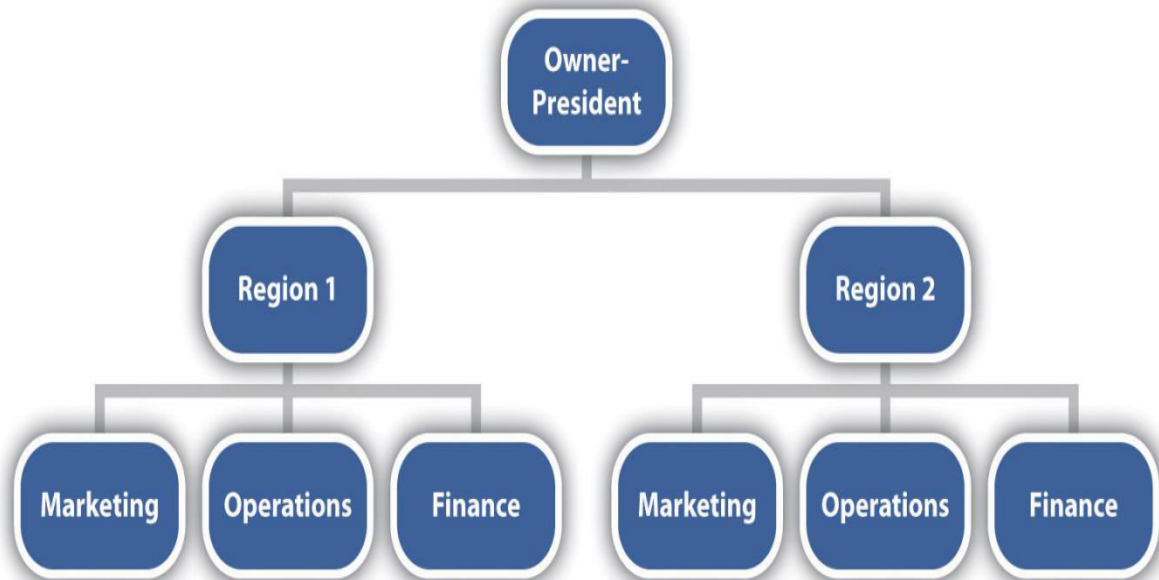 Owner-
President
Region 1
Region 2
Marketing
Operations
Finance
Marketing
Operations
Finance